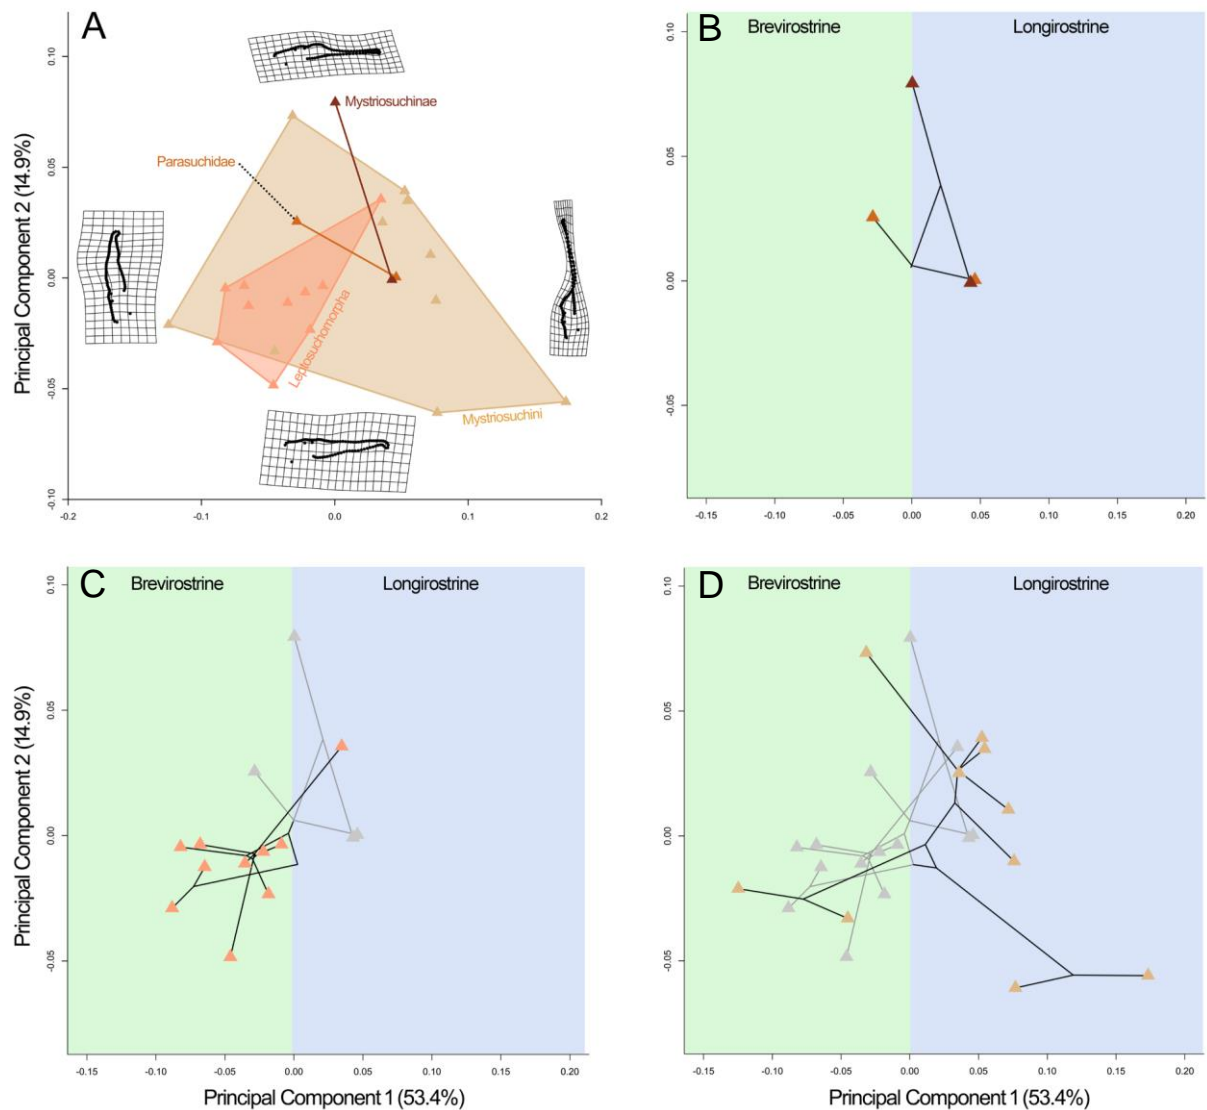 A
Principal Component 2 (14.9%)
0.10
0.05
0.00
-0.05
-0.10
-0.2
-0.1
0.0
0.1
0.2
Mystriosuchinae
Parasuchidae
Leptosuchomorpha
Mystriosuchini
B
Brevirostrine
Longirostrine
0.10
0.05
0.00
-0.05
-0.15
-0.10
-0.05
0.00
0.05
0.10
0.15
0.20
C
Brevirostrine
Longirostrine
Principal Component 2 (14.9%)
0.10
0.05
0.00
-0.05
-0.15
-0.10
-0.05
0.00
0.05
0.10
0.15
0.20
Principal Component 1 (53.4%)
D
Brevirostrine
Longirostrine
0.10
0.05
0.00
-0.05
-0.15
-0.10
-0.05
0.00
0.05
0.10
0.15
0.20
Principal Component 1 (53.4%)